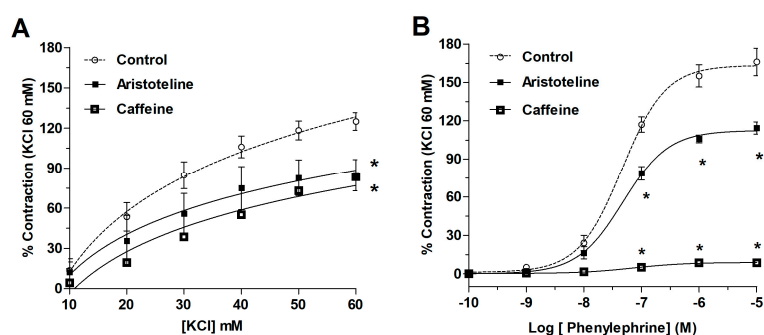 A
Control
Aristoteline
Caffeine
% Contraction (KCl 60 mM)
180
150
120
90
60
30
0
*
*
10 20 30 40 50 60
[KCl] mM
B
Control
Aristoteline
Caffeine
% Contraction (KCl 60 mM)
180
150
120
90
60
30
0
* * *
* * *
-10 -9 -8 -7 -6 -5
Log [ Phenylephrine] (M)